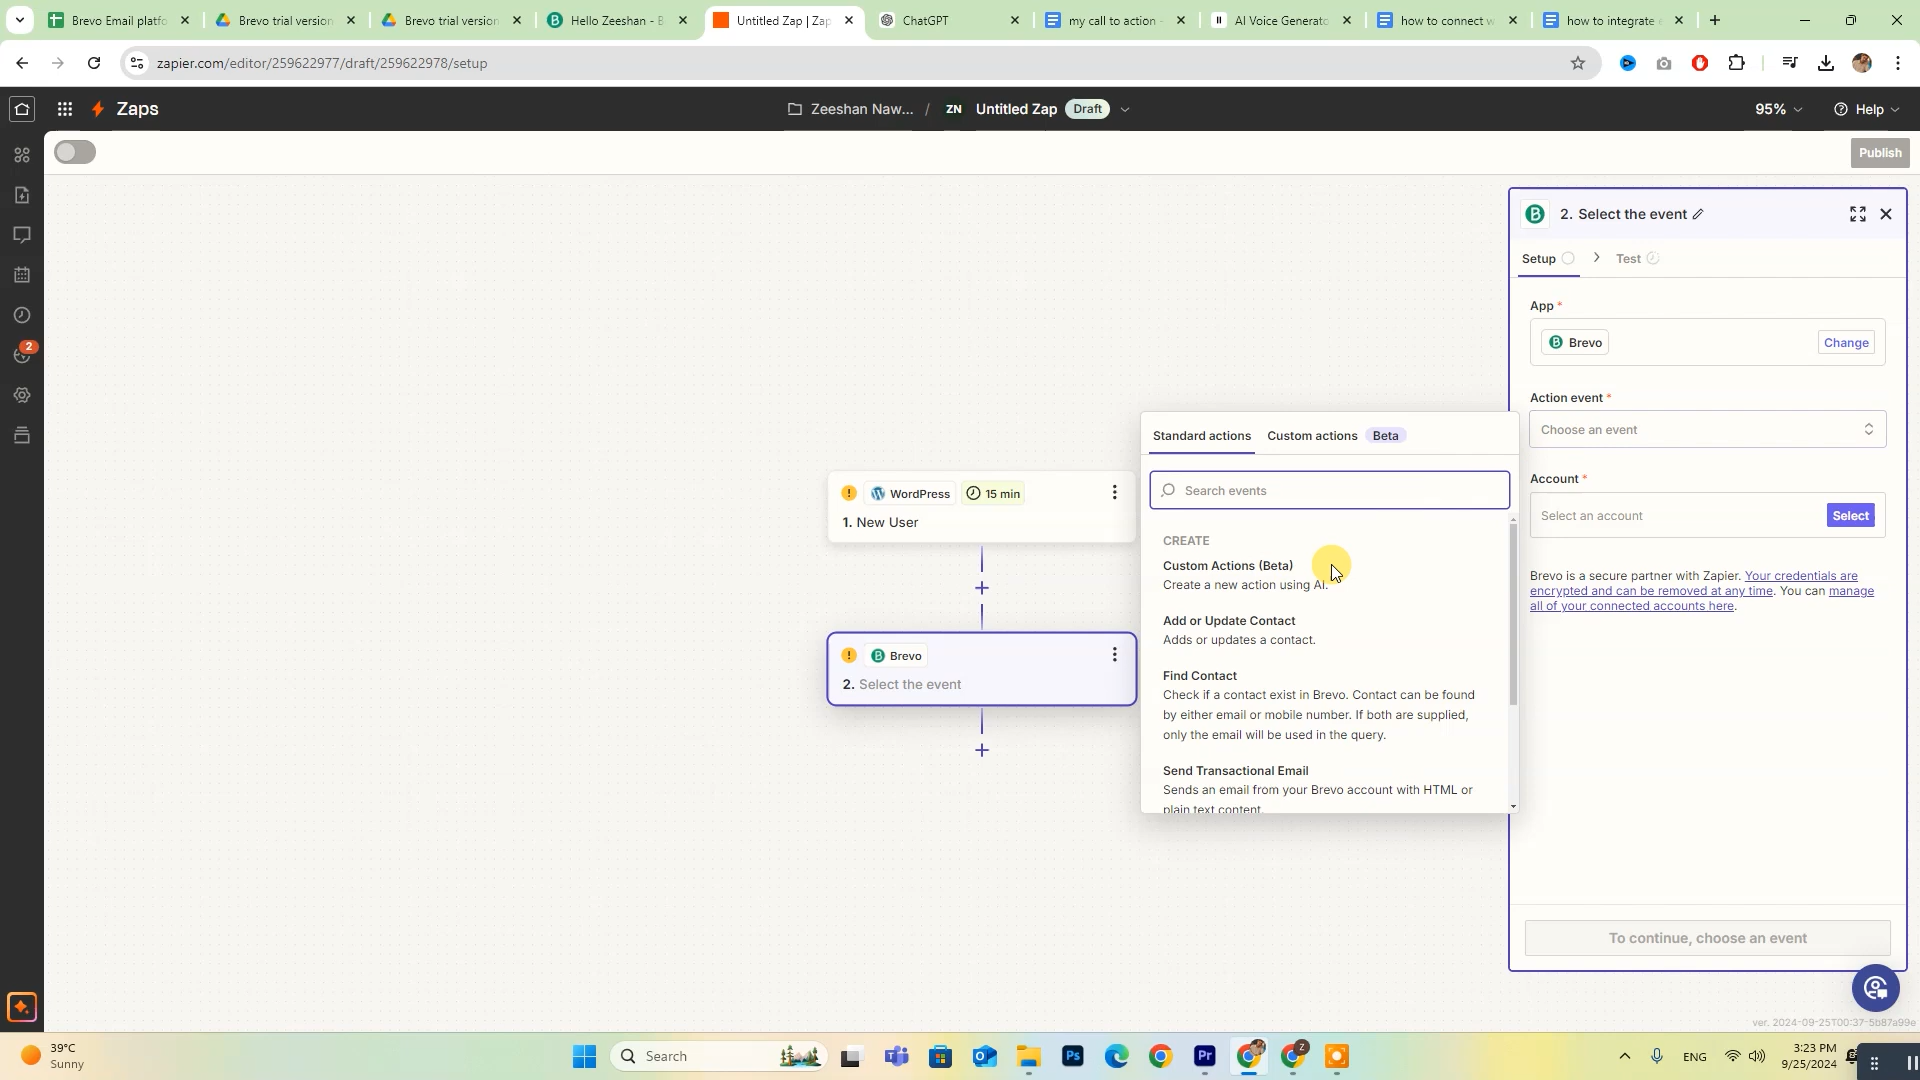 Brevo Email platfo
Brevo trial version
Brevo trial version
Hello Zeeshan - B
Untitled Zap | Zap
ChatGPT
my call to action -
AI Voice Generato
how to connect w
how to integrate
zapier.com/editor/259622977/draft/259622978/setup
Zaps
Zeeshan Naw... / ZN Untitled Zap Draft
95%
Help
Publish
2
2. Select the event
Setup
Test
App *
Brevo
Change
Action event *
Choose an event
Account *
Select an account
Select
Brevo is a secure partner with Zapier. Your credentials are
encrypted and can be removed at any time. You can manage
all of your connected accounts here.
To continue, choose an event
Standard actions
Custom actions Beta
Search events
CREATE
Custom Actions (Beta)
Create a new action using AI.
Add or Update Contact
Adds or updates a contact.
Find Contact
Check if a contact exist in Brevo. Contact can be found
by either email or mobile number. If both are supplied,
only the email will be used in the query.
Send Transactional Email
Sends an email from your Brevo account with HTML or
plain text content.
WordPress
15 min
1. New User
Brevo
2. Select the event
ver. 2024-09-25T00:37-5b87a99e
39°C
Sunny
Search
ENG
3:23 PM
9/25/2024